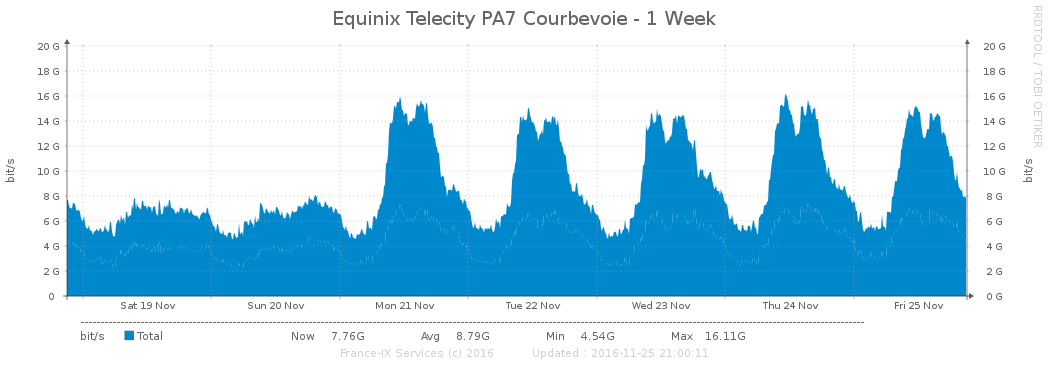 Equinix Telecity PA7 Courbevoie - 1 Week
RRDTOOL / TOBI OETIKER
bit/s
20 G
18 G
16 G
14 G
12 G
10 G
8 G
6 G
4 G
2 G
0
20 G
18 G
16 G
14 G
12 G
10 G
8 G
6 G
4 G
2 G
0 G
bit/s
Sat 19 Nov Sun 20 Nov Mon 21 Nov Tue 22 Nov Wed 23 Nov Thu 24 Nov Fri 25 Nov
bit/s Total Now 7.76G Avg 8.79G Min 4.54G Max 16.11G
France-IX Services (c) 2016 Updated : 2016-11-25 21:00:11